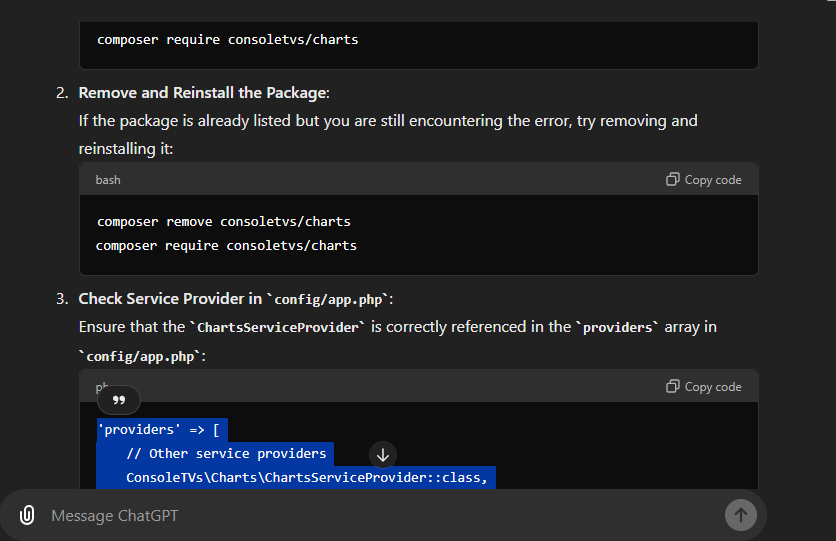 composer require consoletvs/charts
2. Remove and Reinstall the Package:
If the package is already listed but you are still encountering the error, try removing and
reinstalling it:
bash
Copy code
composer remove consoletvs/charts
composer require consoletvs/charts
3. Check Service Provider in `config/app.php`:
Ensure that the `ChartsServiceProvider` is correctly referenced in the `providers` array in
`config/app.php`:
Copy code
'providers' => [
// Other service providers
ConsoleTVs\Charts\ChartsServiceProvider::class,
Message ChatGPT